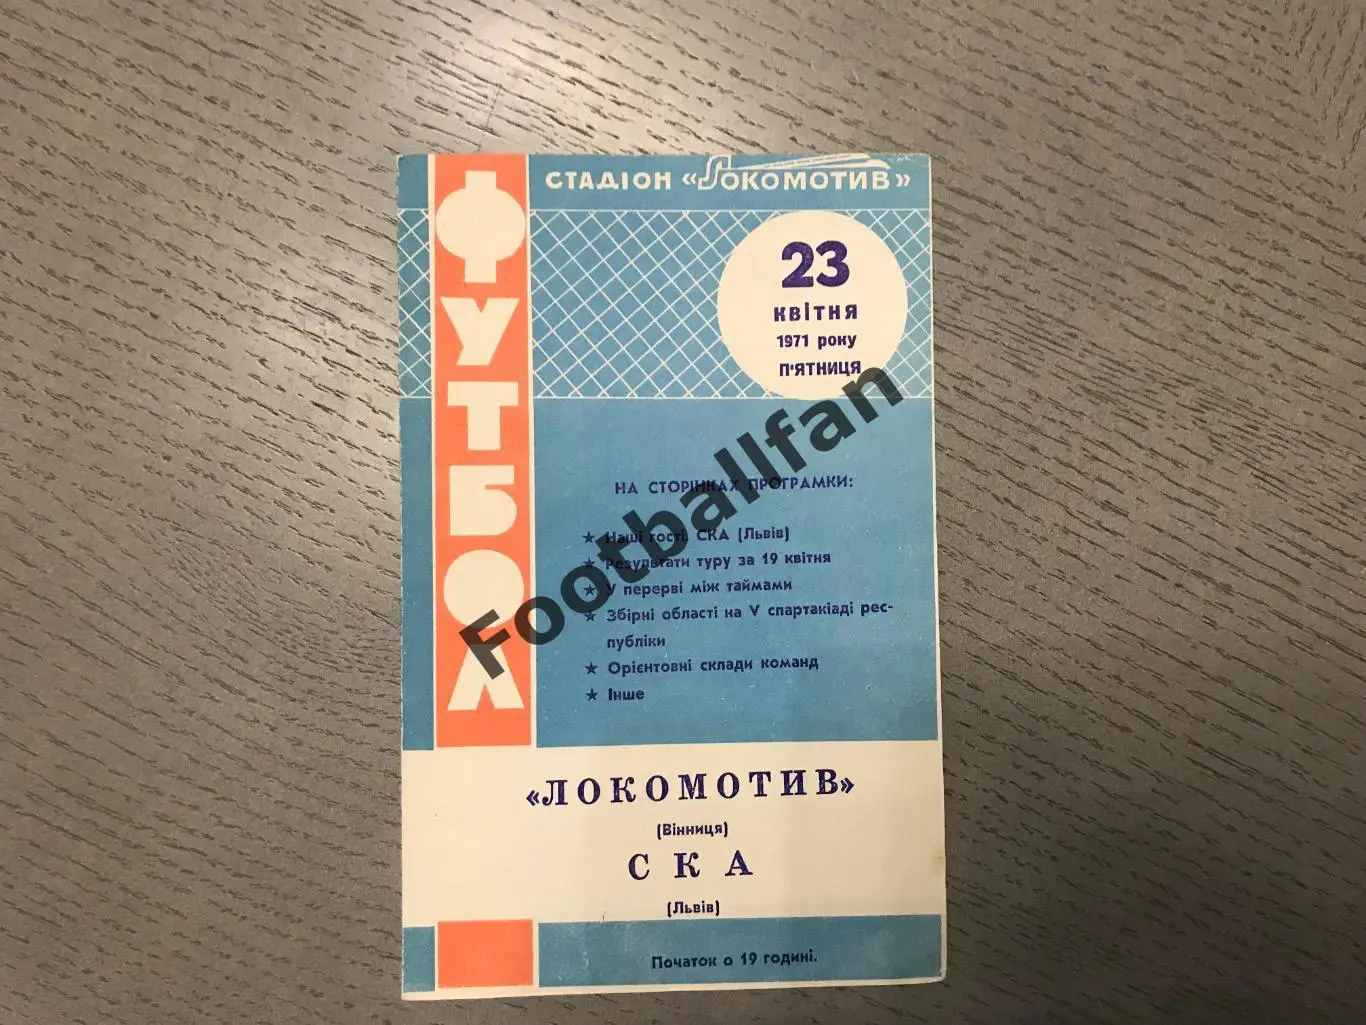 СТАДІОН «Локомотив»
ФУТБОЛ
23
квітня
1971 року
П'ЯТНИЦЯ
НА СТОРІНКАХ ПРОГРАМКИ:
★ Наші гості СКА (Львів)
★ Результати туру за 19 квітня
★ У перерві між таймами
★ Збірні області на V спартакіаді рес-
публіки
★ Орієнтовні склади команд
★ Інше
Footballfan
«ЛОКОМОТИВ»
(Вінниця)
СКА
(Львів)
Початок о 19 годині.